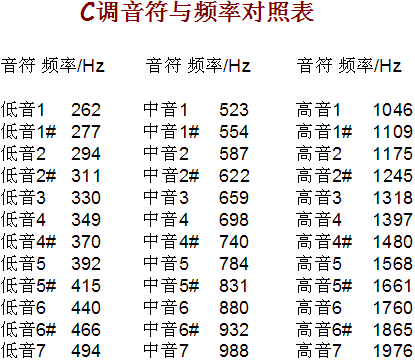 C调音符与频率对照表
音符 频率/Hz 音符 频率/Hz 音符 频率/Hz
低音1 262 中音1 523 高音1 1046
低音1# 277 中音1# 554 高音1# 1109
低音2 294 中音2 587 高音2 1175
低音2# 311 中音2# 622 高音2# 1245
低音3 330 中音3 659 高音3 1318
低音4 349 中音4 698 高音4 1397
低音4# 370 中音4# 740 高音4# 1480
低音5 392 中音5 784 高音5 1568
低音5# 415 中音5# 831 高音5# 1661
低音6 440 中音6 880 高音6 1760
低音6# 466 中音6# 932 高音6# 1865
低音7 494 中音7 988 高音7 1976